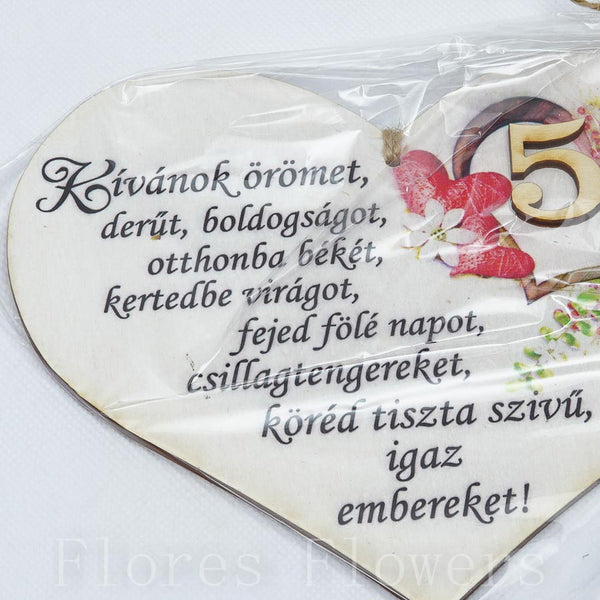 Kívánok örömet,
derűt, boldogságot,
otthonba békét,
kertedbe virágot,
fejed fölé napot,
csillagtengereket,
köréd tiszta szivű,
igaz
embereket!
5
Flores Flowers